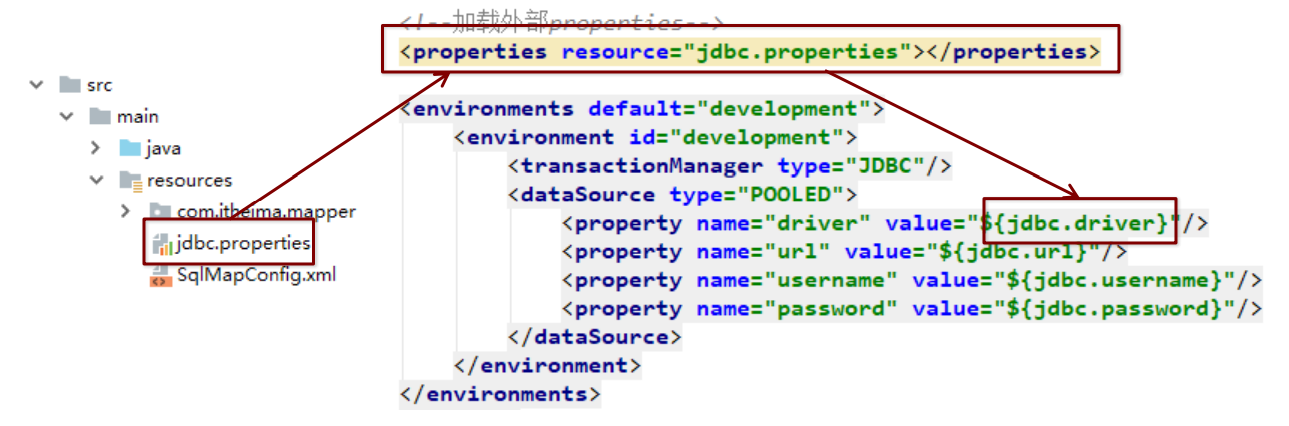 src
main
java
resources
com.itheima.mapper
jdbc.properties
SqlMapConfig.xml
<!--加载外部properties-->
<properties resource="jdbc.properties"></properties>
<environments default="development">
<environment id="development">
<transactionManager type="JDBC"/>
<dataSource type="POOLED">
<property name="driver" value="${jdbc.driver}"/>
<property name="url" value="${jdbc.url}"/>
<property name="username" value="${jdbc.username}"/>
<property name="password" value="${jdbc.password}"/>
</dataSource>
</environment>
</environments>